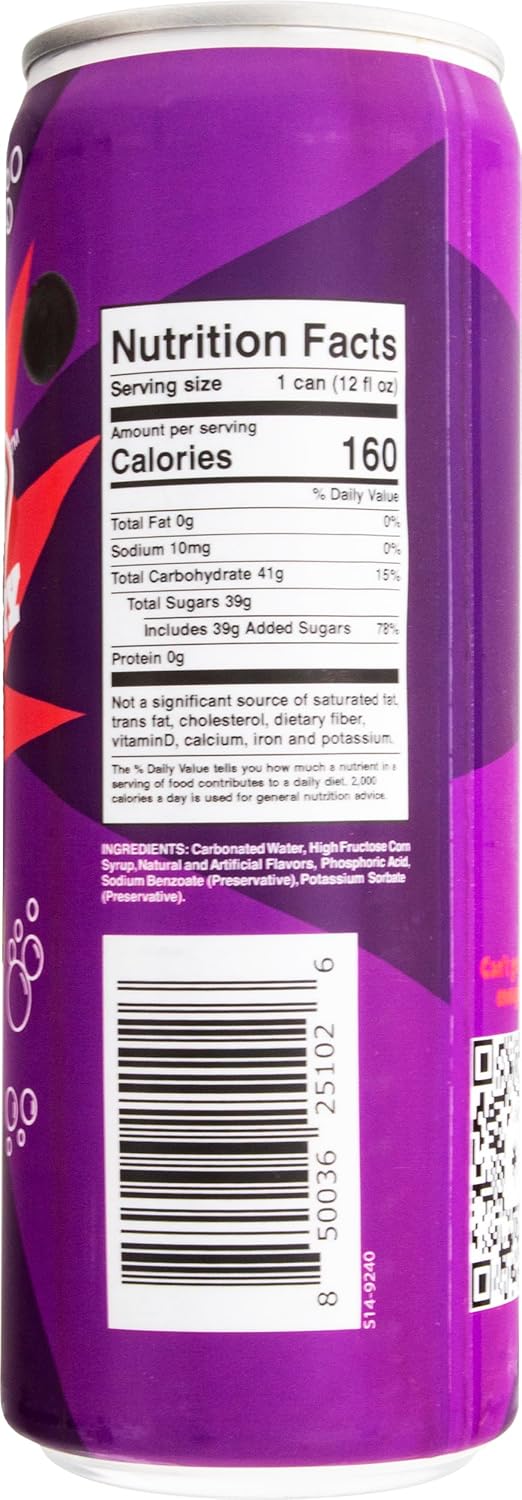 Nutrition Facts
Serving size 1 can (12 fl oz)
Amount per serving
Calories 160
% Daily Value
Total Fat 0g 0%
Sodium 10mg 0%
Total Carbohydrate 41g 15%
Total Sugars 39g
Includes 39g Added Sugars 78%
Protein 0g
Not a significant source of saturated fat,
trans fat, cholesterol, dietary fiber,
vitaminD, calcium, iron and potassium.
The % Daily Value tells you how much a nutrient in a
serving of food contributes to a daily diet. 2,000
calories a day is used for general nutrition advice.
INGREDIENTS: Carbonated Water, High Fructose Corn
Syrup,Natural and Artificial Flavors, Phosphoric Acid,
Sodium Benzoate (Preservative), Potassium Sorbate
(Preservative).
8 50036 25102 6
S14-9240
TM